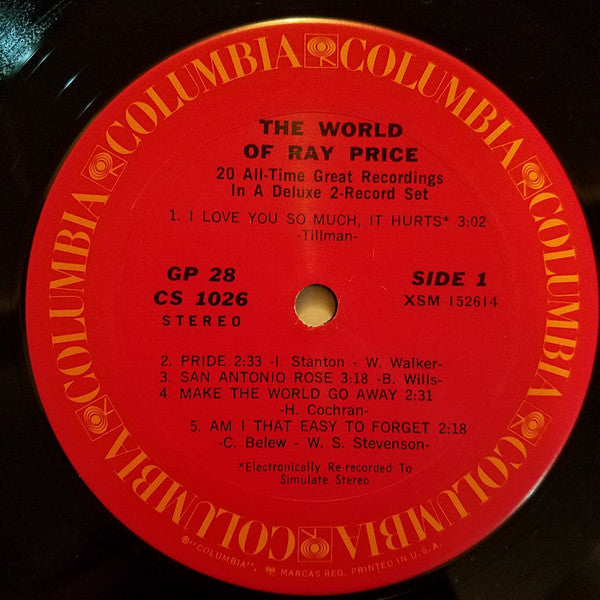 COLUMBIA COLUMBIA COLUMBIA COLUMBIA COLUMBIA COLUMBIA
THE WORLD
OF RAY PRICE
20 All-Time Great Recordings
In A Deluxe 2-Record Set
1. I LOVE YOU SO MUCH, IT HURTS* 3:02
-Tillman-
GP 28
CS 1026
STEREO
SIDE 1
XSM 152614
2. PRIDE 2:33 -I. Stanton - W. Walker-
3. SAN ANTONIO ROSE 3:18 -B. Wills-
4. MAKE THE WORLD GO AWAY 2:31
-H. Cochran-
5. AM I THAT EASY TO FORGET 2:18
-C. Belew - W. S. Stevenson-
*Electronically Re-recorded To
Simulate Stereo
®"COLUMBIA", MARCAS REG. PRINTED IN U.S.A.